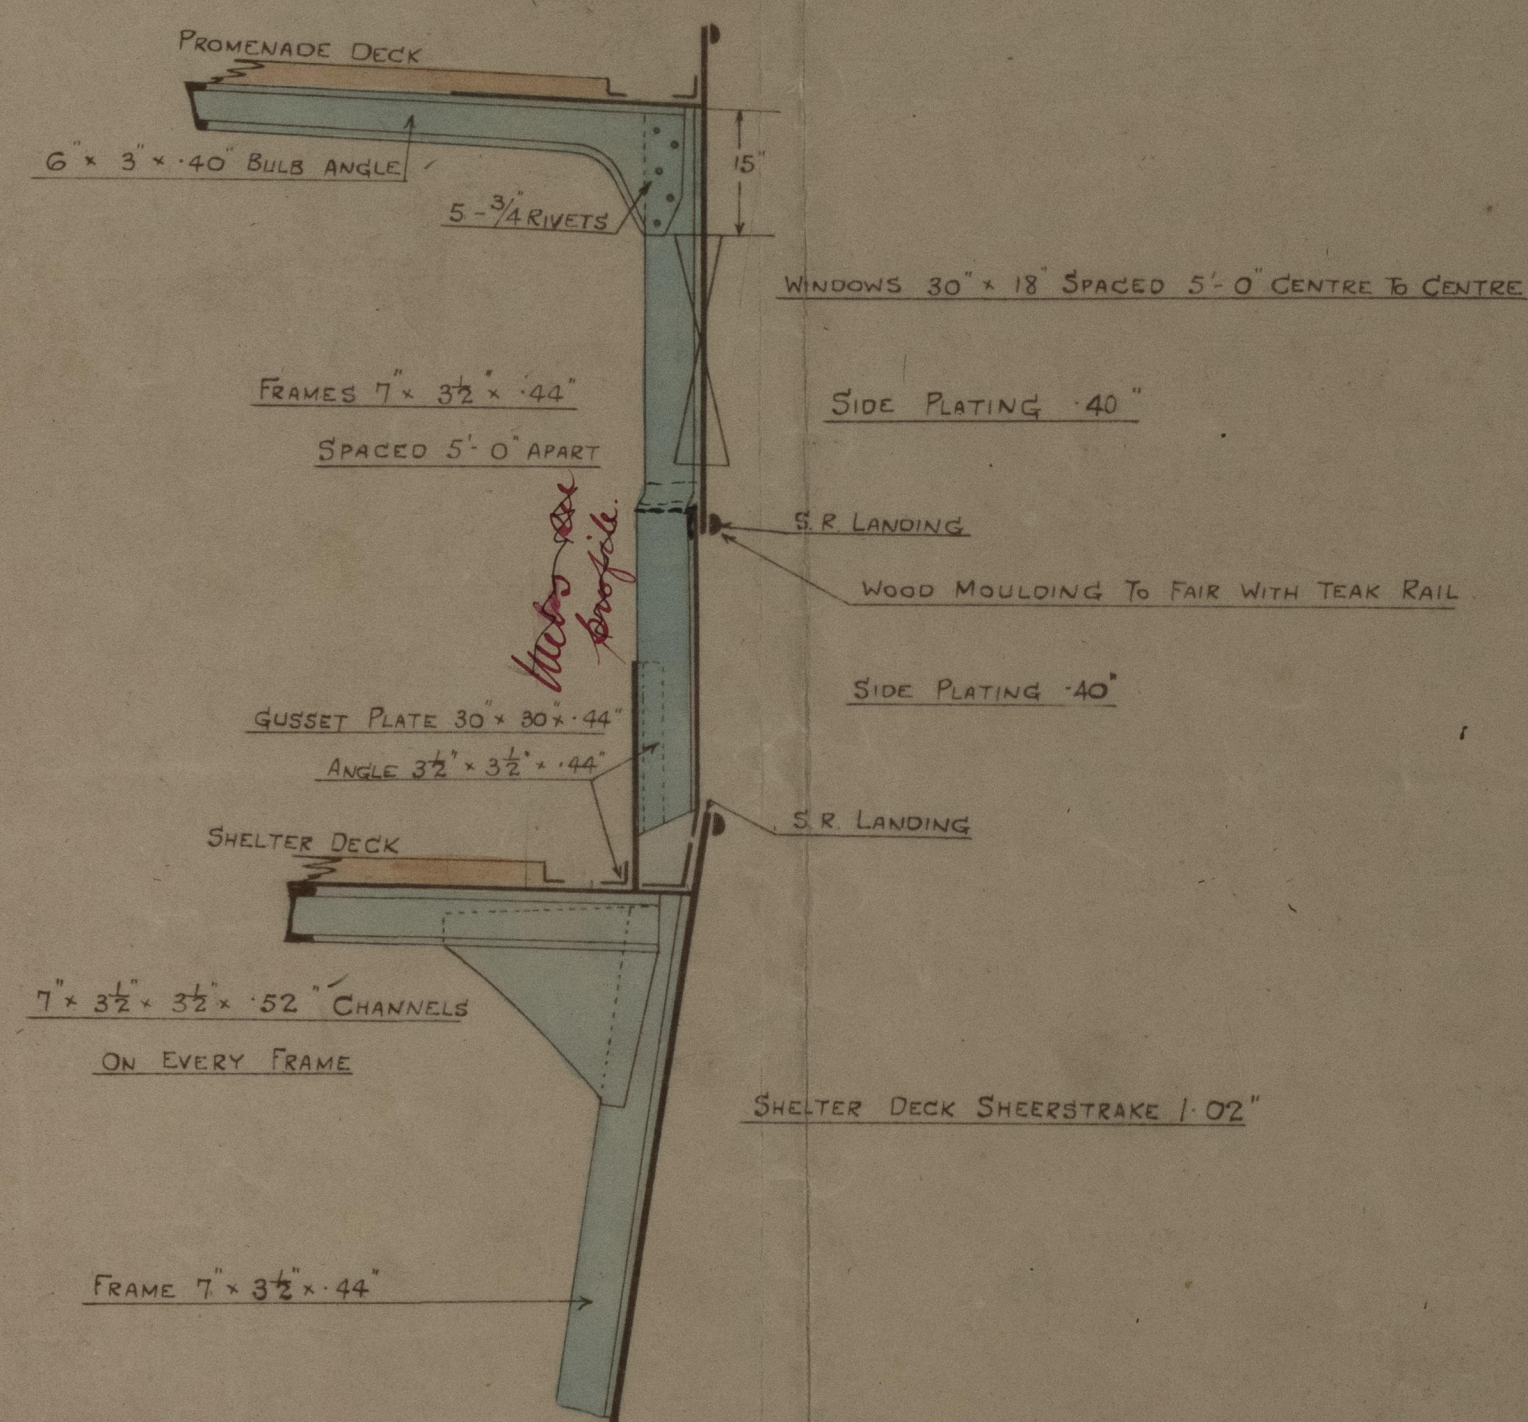 PROMENADE DECK
6" × 3" × ·40" BULB ANGLE
5 - 3/4" RIVETS
15"
WINDOWS 30" × 18" SPACED 5'- 0" CENTRE TO CENTRE
FRAMES 7" × 3½" × ·44"
SPACED 5'- 0" APART
SIDE PLATING ·40"
Webs see
profile.
S. R. LANDING
WOOD MOULDING TO FAIR WITH TEAK RAIL
SIDE PLATING ·40"
GUSSET PLATE 30" × 30" × ·44"
ANGLE 3½" × 3½" × ·44"
S. R. LANDING
SHELTER DECK
7" × 3½" × 3½" × ·52" CHANNELS
ON EVERY FRAME
SHELTER DECK SHEERSTRAKE 1·02"
FRAME 7" × 3½" × ·44"